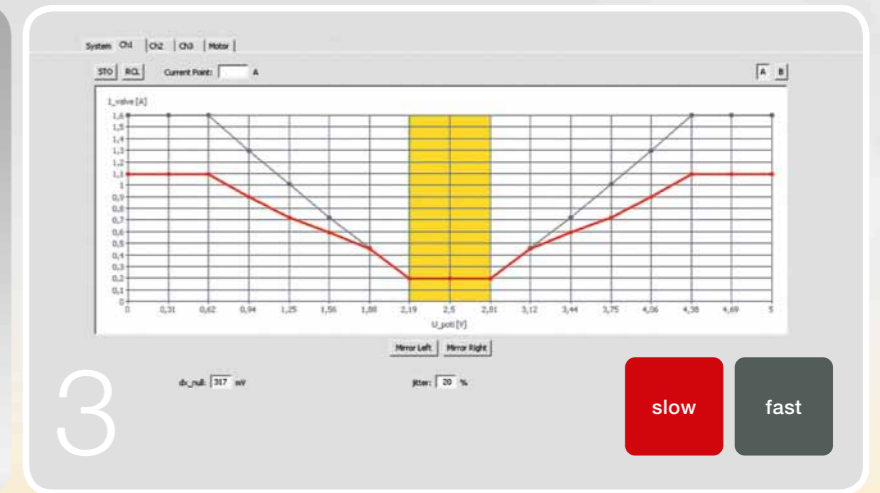 System Ch1 Ch2 Ch3 Motor
STO RCL Current Point: A A B
I_valve [A]
1,6
1,5
1,4
1,3
1,2
1,1
1
0,9
0,8
0,7
0,6
0,5
0,4
0,3
0,2
0,1
0
0 0,31 0,62 0,94 1,25 1,56 1,88 2,19 2,5 2,81 3,12 3,44 3,75 4,06 4,38 4,69 5
U_poti [V]
Mirror Left Mirror Right
dx_null: 317 mV jitter: 20 %
3
slow fast